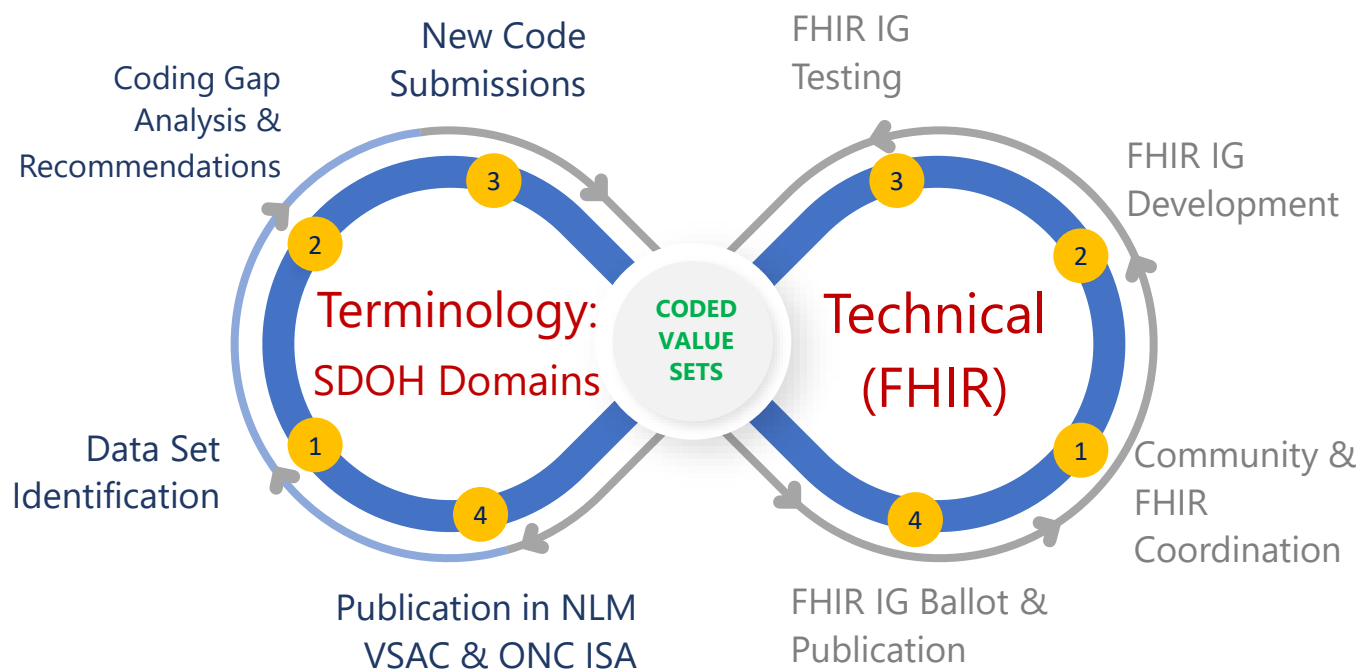 New Code
Submissions
Coding Gap
Analysis &
Recommendations
3
2
Terminology:
SDOH Domains
1
Data Set
Identification
4
Publication in NLM
VSAC & ONC ISA
CODED
VALUE
SETS
FHIR IG
Testing
FHIR IG
Development
3
2
Technical
(FHIR)
1
Community &
FHIR
Coordination
4
FHIR IG Ballot &
Publication